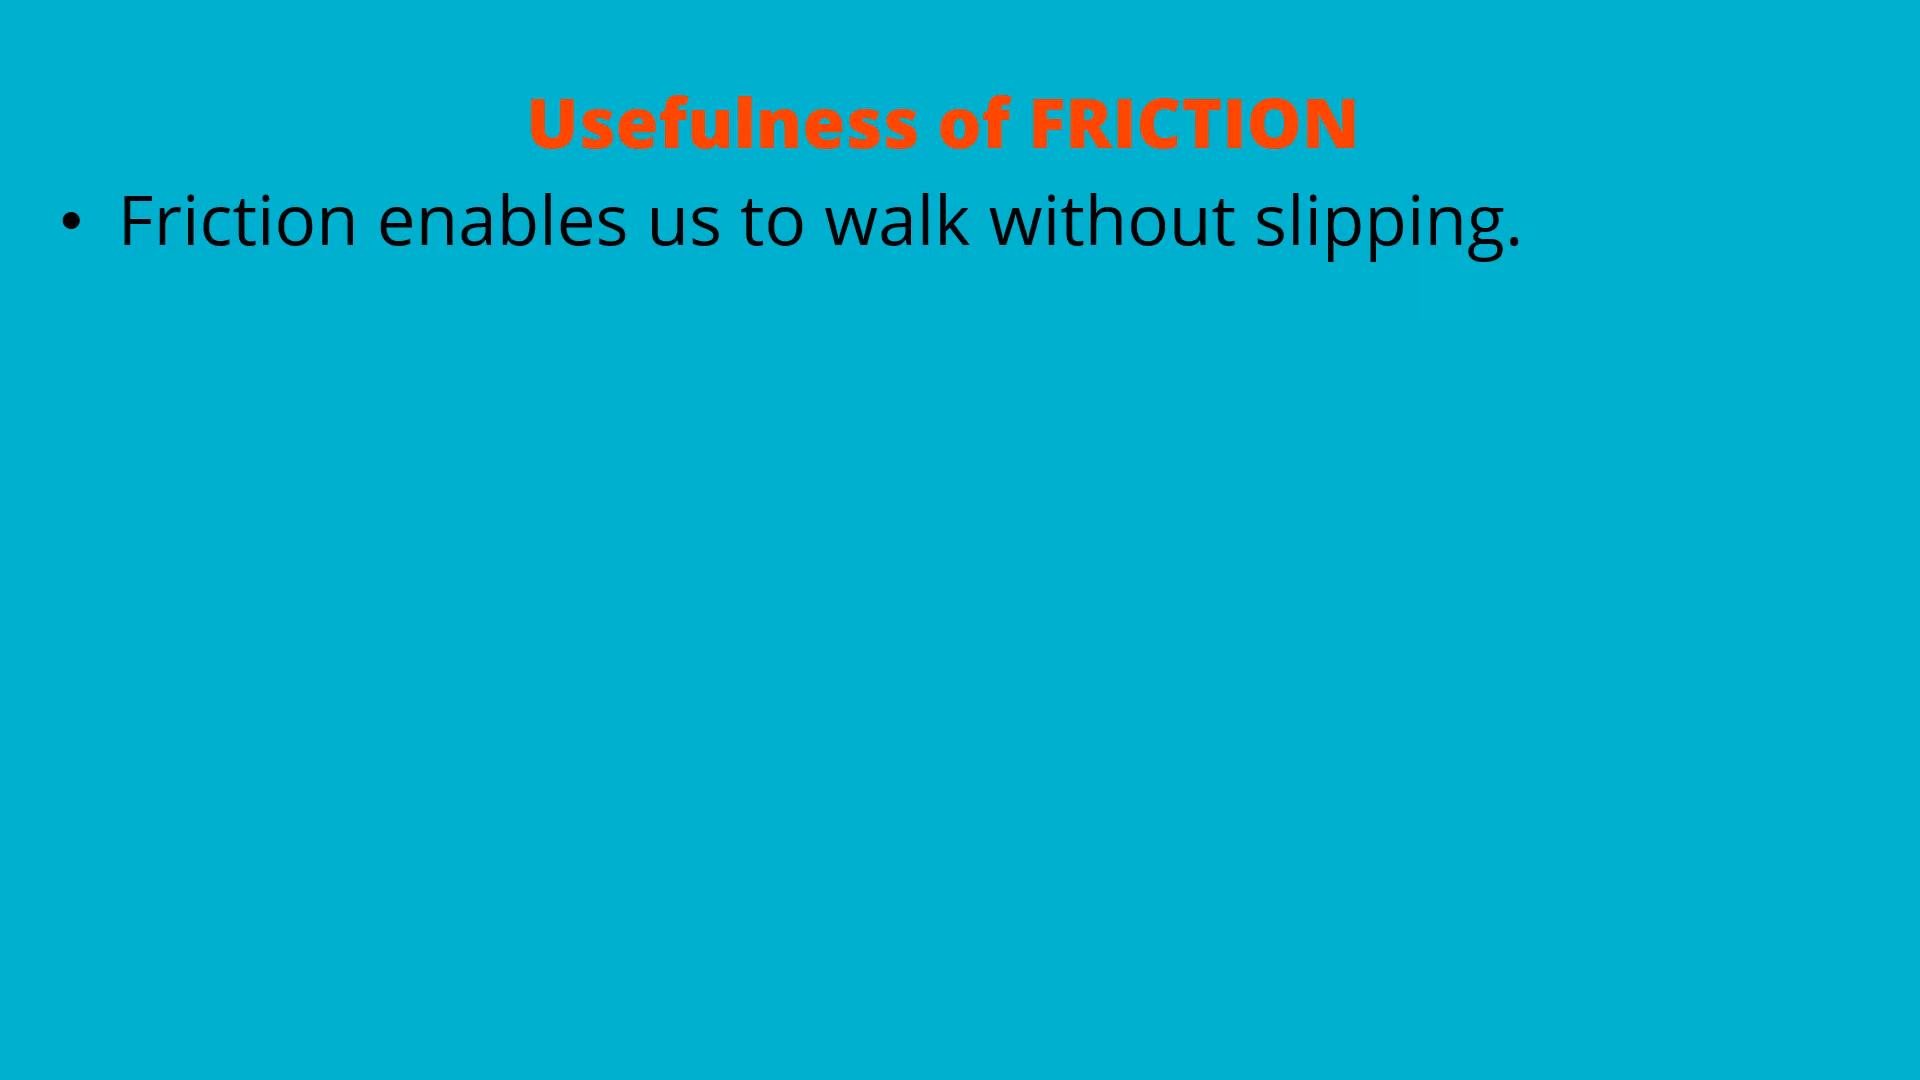 Usefulness of FRICTION
• Friction enables us to walk without slipping.